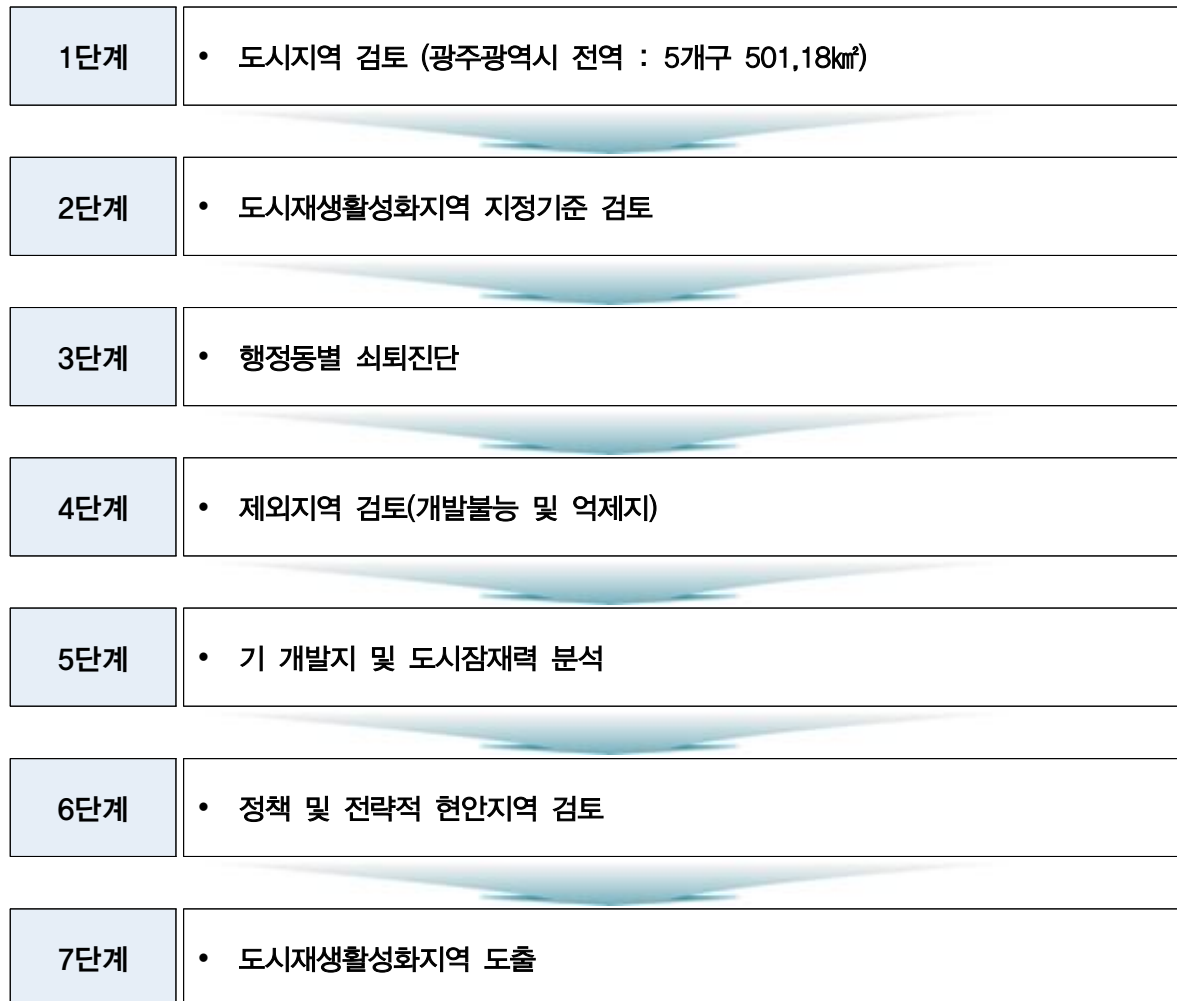 1단계
• 도시지역 검토 (광주광역시 전역 : 5개구 501,18㎢)
2단계
• 도시재생활성화지역 지정기준 검토
3단계
• 행정동별 쇠퇴진단
4단계
• 제외지역 검토(개발불능 및 억제지)
5단계
• 기 개발지 및 도시잠재력 분석
6단계
• 정책 및 전략적 현안지역 검토
7단계
• 도시재생활성화지역 도출